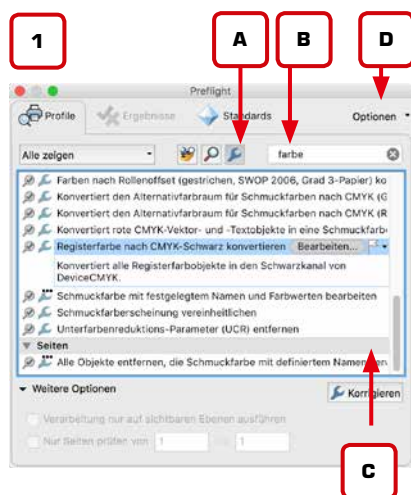 1
A
B
D
Preflight
Profile
Ergebnisse
Standards
Optionen
Alle zeigen
farbe
Farben nach Rollenoffset (gestrichen, SWOP 2006, Grad 3-Papier) ko
Konvertiert den Alternativfarbraum für Schmuckfarben nach CMYK (G
Konvertiert den Alternativfarbraum für Schmuckfarben nach CMYK (R
Konvertiert rote CMYK-Vektor- und -Textobjekte in eine Schmuckfarb
Registerfarbe nach CMYK-Schwarz konvertieren Bearbeiten...
Konvertiert alle Registerfarbobjekte in den Schwarzkanal von
DeviceCMYK.
Schmuckfarbe mit festgelegtem Namen und Farbwerten bearbeiten
Schmuckfarberscheinung vereinheitlichen
Unterfarbenreduktions-Parameter (UCR) entfernen
Seiten
Alle Objekte entfernen, die Schmuckfarbe mit definiertem Namen
Weitere Optionen
Korrigieren
Verarbeitung nur auf sichtbaren Ebenen ausführen
Nur Seiten prüfen von 1 1
C